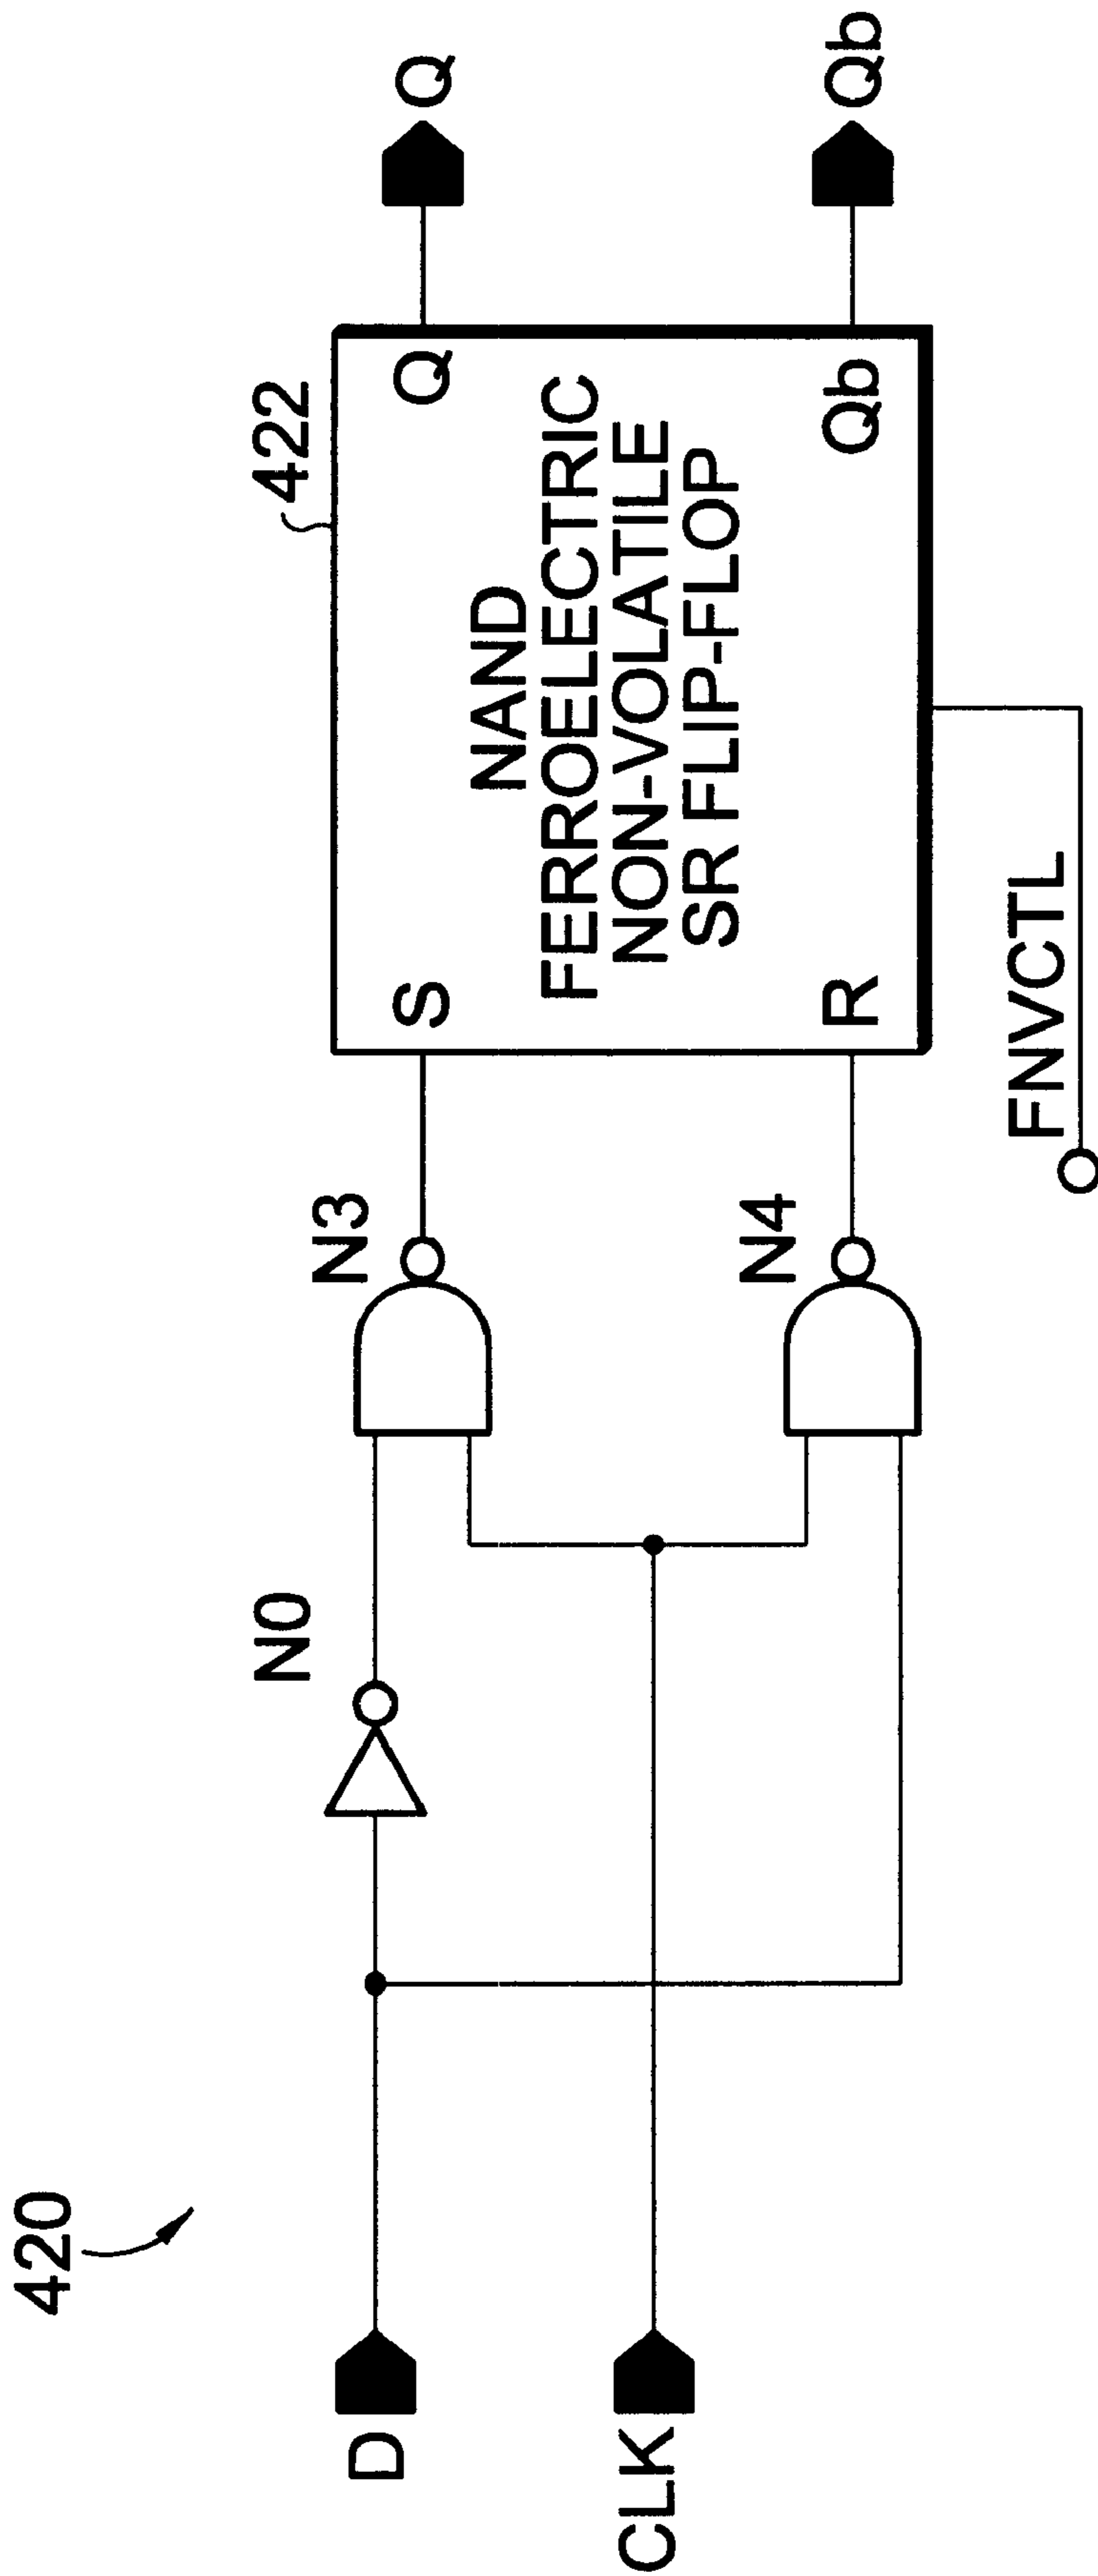 420
422
D
CLK
N0
N3
N4
S
R
NAND
FERROELECTRIC
NON-VOLATILE
SR FLIP-FLOP
Q
Qb
Q
Qb
FNVCTL